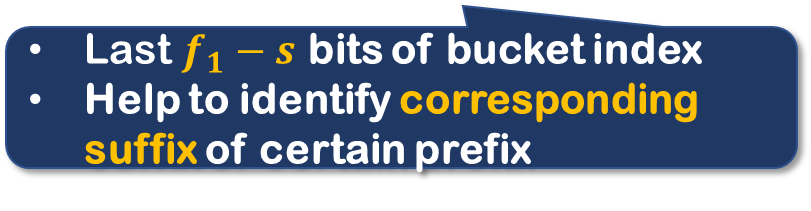 • Last 𝒇₁ − 𝒔 bits of bucket index
• Help to identify corresponding
suffix of certain prefix